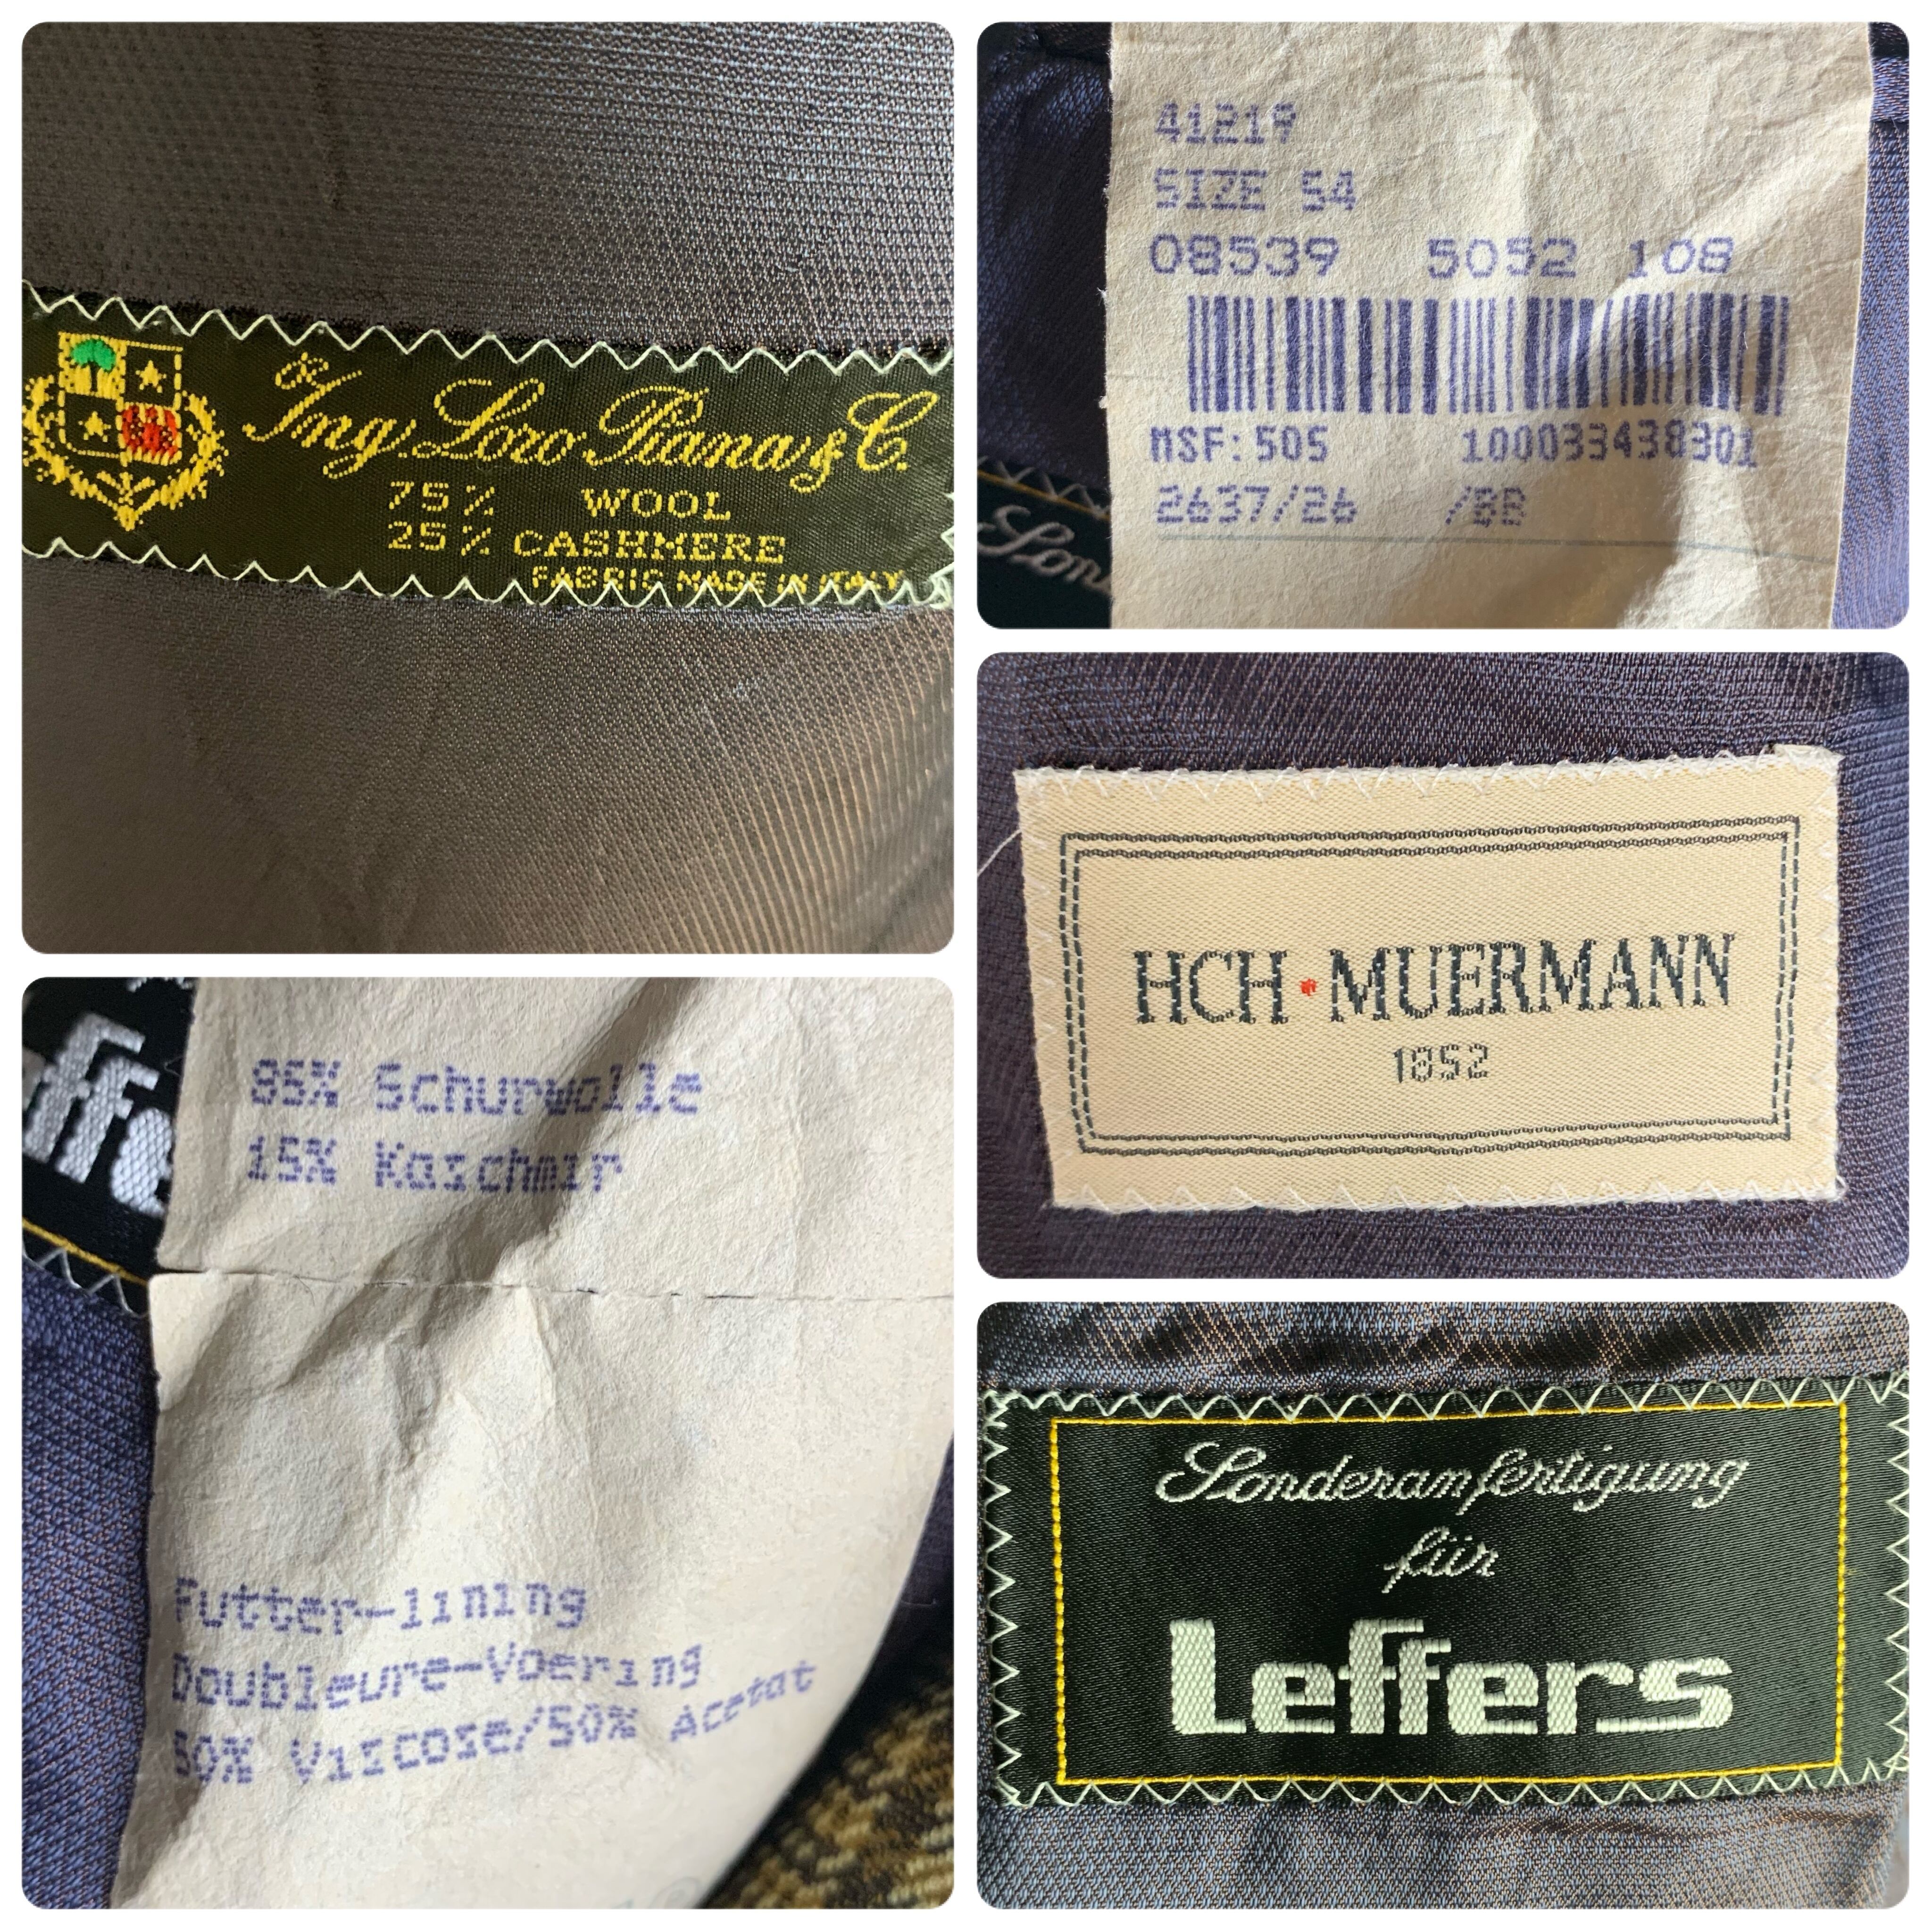 Ing. Loro Piana & C.
75% WOOL
25% CASHMERE
FABRIC MADE IN ITALY
41219
SIZE 54
08539 5052 108
MSF: 505 100033438301
2637/26 /BB
HCH • MUERMANN
1852
85% Schurwolle
15% Kaschmir
Futter-lining
Doubleure-Voering
50% Viscose/50% Acetat
Sonderanfertigung
für
Leffers